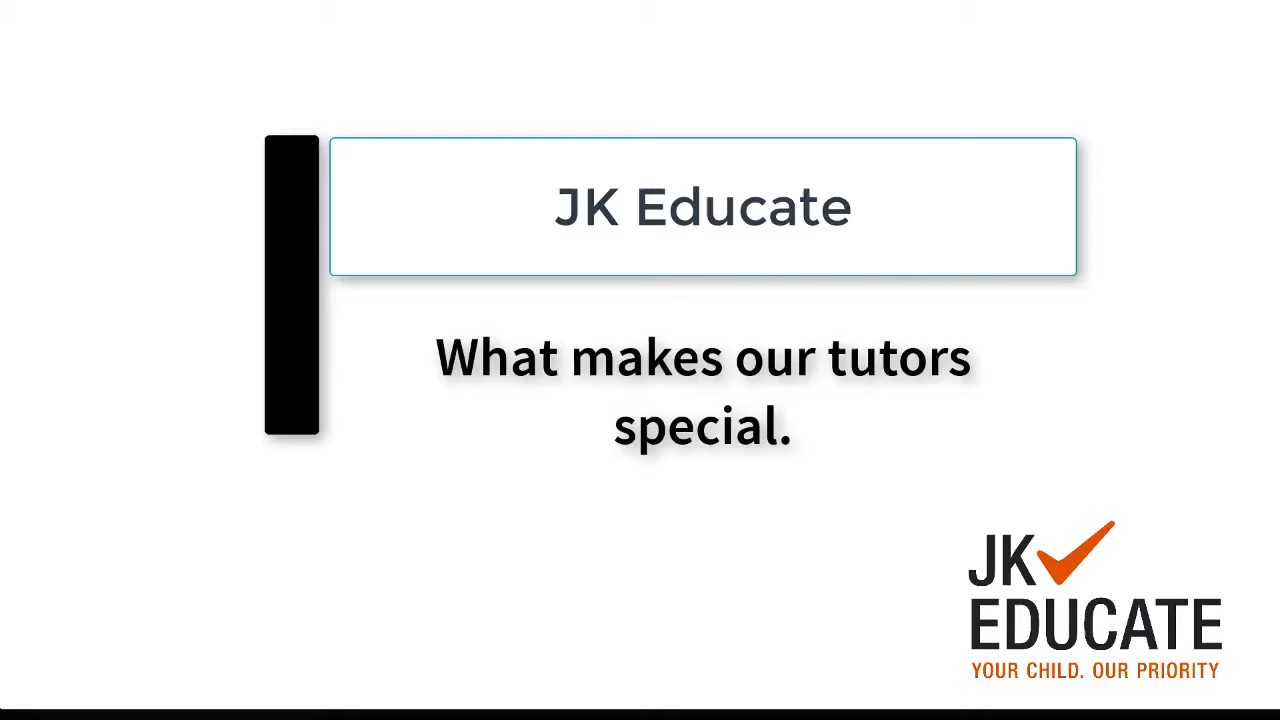 JK Educate
What makes our tutors
special.
JK
EDUCATE
YOUR CHILD. OUR PRIORITY